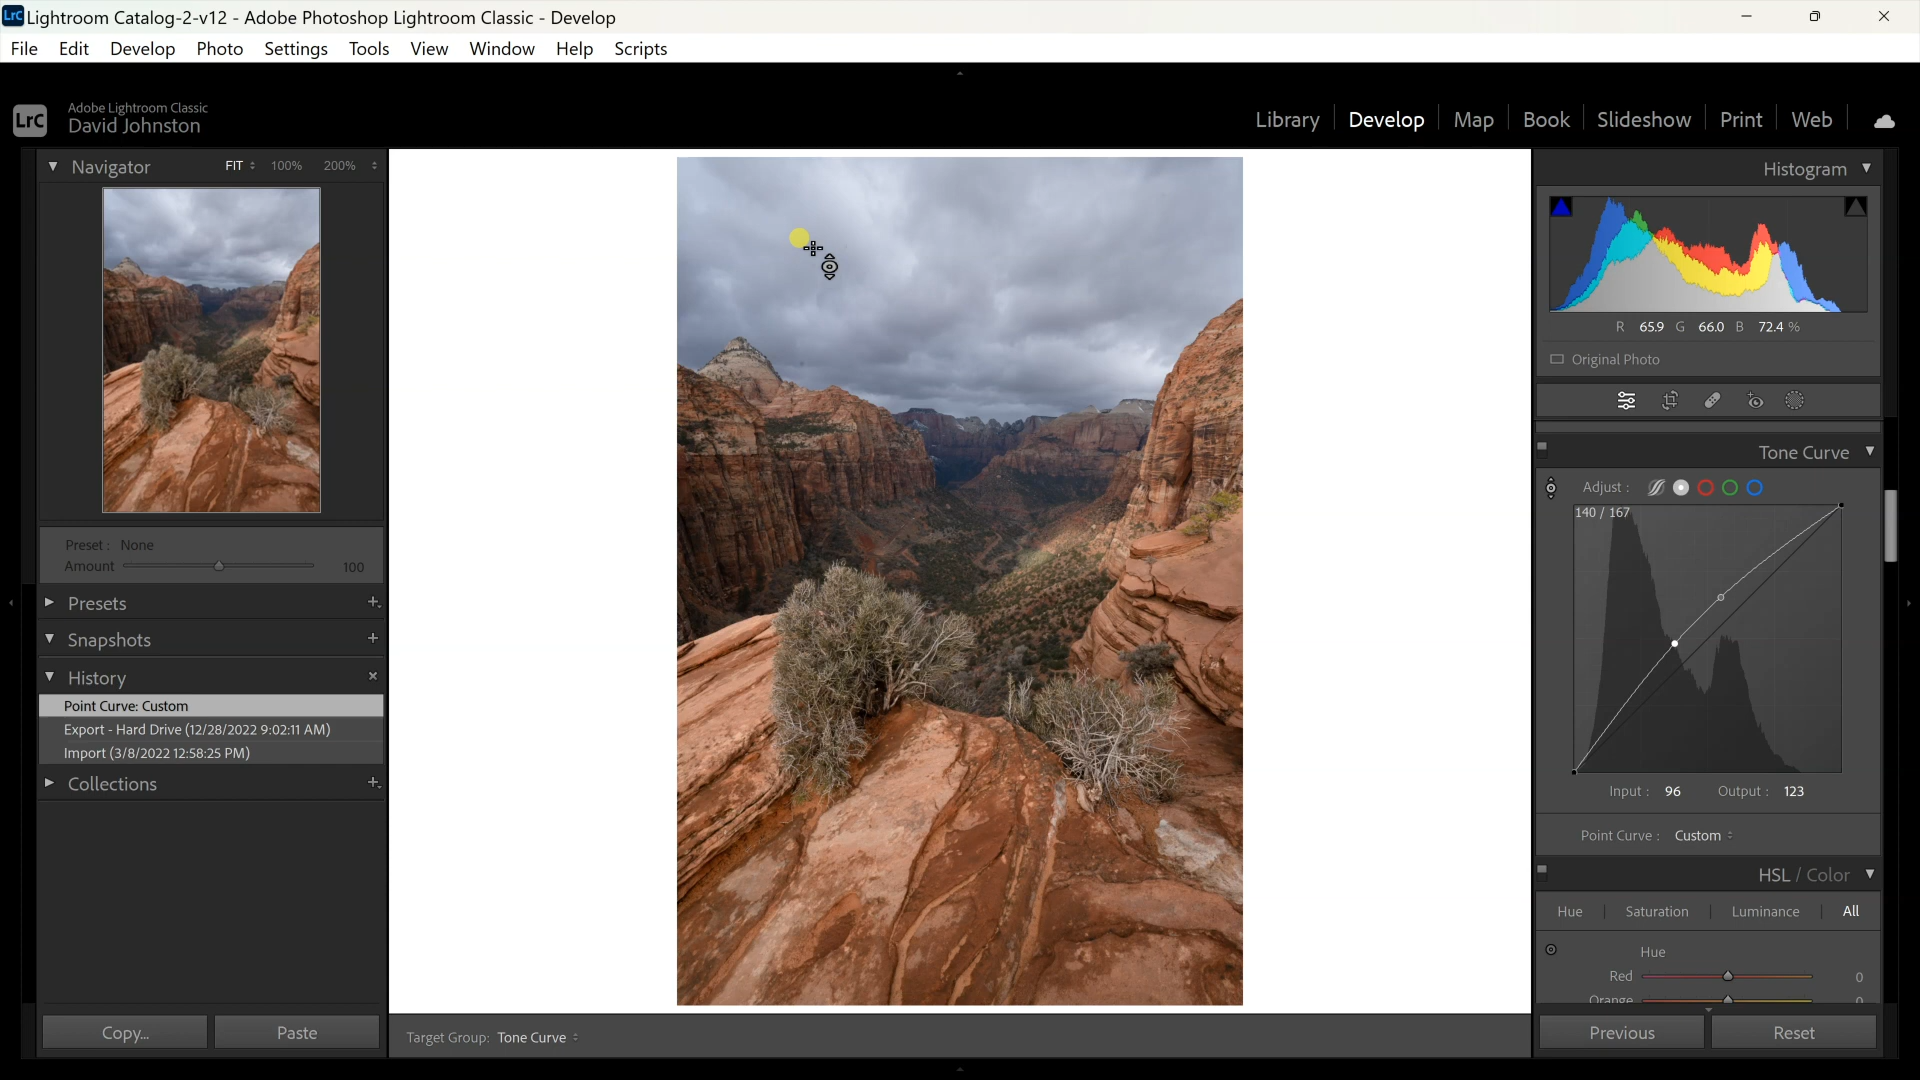 LrC Lightroom Catalog-2-v12 - Adobe Photoshop Lightroom Classic - Develop
File Edit Develop Photo Settings Tools View Window Help Scripts
LrC
Adobe Lightroom Classic
David Johnston
Library Develop Map Book Slideshow Print Web
Navigator FIT 100% 200%
Preset : None
Amount 100
Presets
Snapshots
History
Point Curve: Custom
Export - Hard Drive (12/28/2022 9:02:11 AM)
Import (3/8/2022 12:58:25 PM)
Collections
Copy... Paste
Target Group: Tone Curve
Histogram
R 65.9 G 66.0 B 72.4 %
Original Photo
Tone Curve
Adjust :
140 / 167
Input : 96 Output : 123
Point Curve : Custom
HSL / Color
Hue Saturation Luminance All
Hue
Red 0
Orange 0
Previous Reset